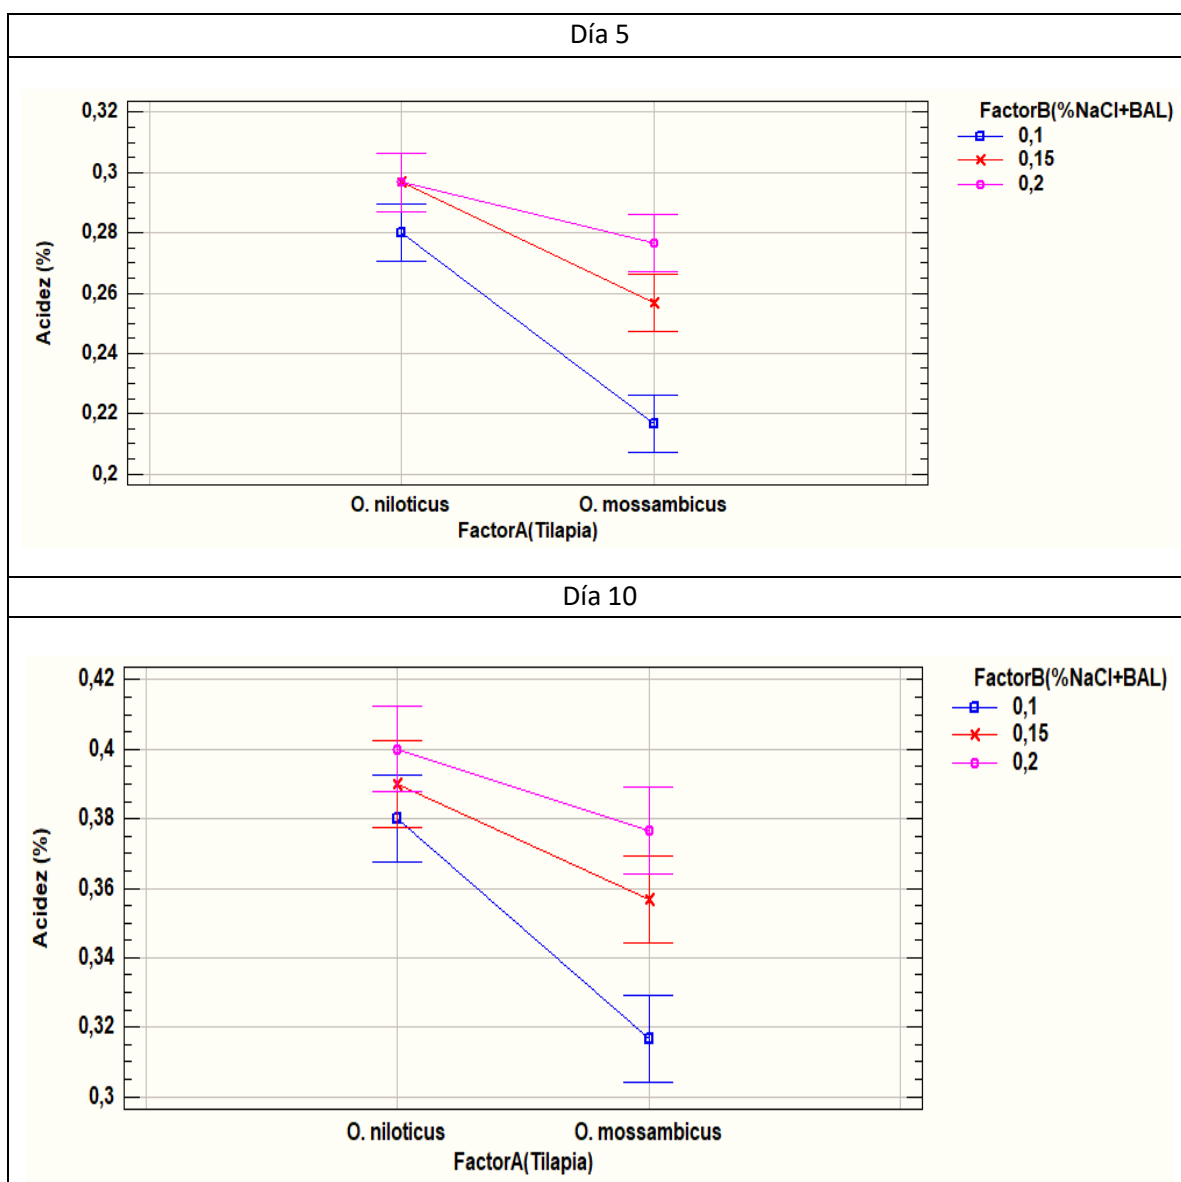 Día 5
FactorB(%NaCl+BAL)
0,1
0,15
0,2
0,32
0,3
0,28
0,26
0,24
0,22
0,2
Acidez (%)
O. niloticus O. mossambicus
FactorA(Tilapia)
Día 10
FactorB(%NaCl+BAL)
0,1
0,15
0,2
0,42
0,4
0,38
0,36
0,34
0,32
0,3
Acidez (%)
O. niloticus O. mossambicus
FactorA(Tilapia)